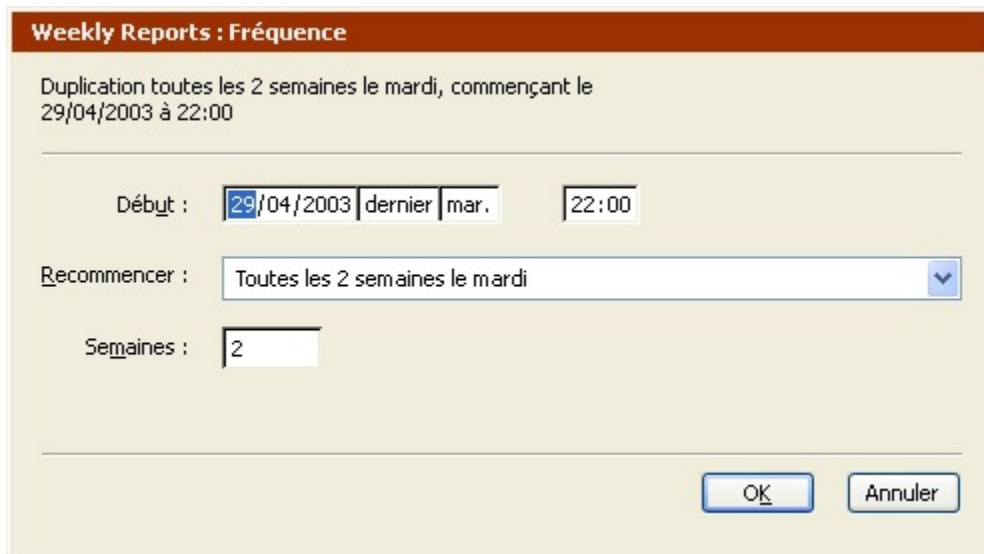 Weekly Reports : Fréquence
Duplication toutes les 2 semaines le mardi, commençant le
29/04/2003 à 22:00
Début : 29/04/2003 dernier mar. 22:00
Recommencer : Toutes les 2 semaines le mardi
Semaines : 2
OK Annuler